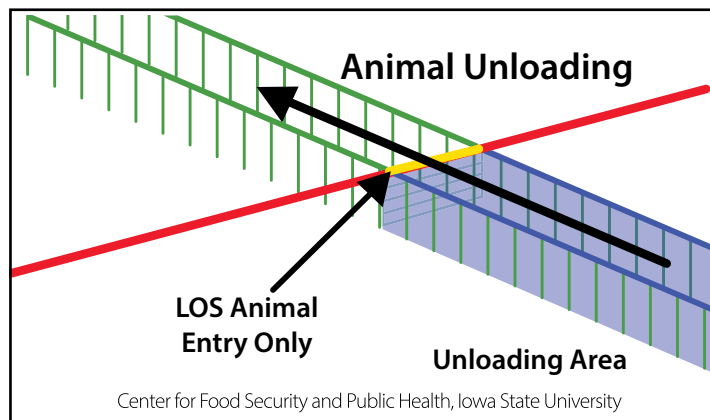 Animal Unloading
LOS Animal
Entry Only
Unloading Area
Center for Food Security and Public Health, Iowa State University